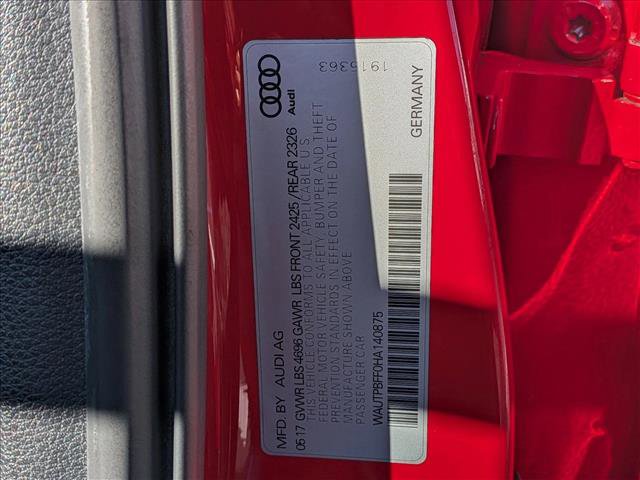 MFD. BY AUDI AG
05 17 GVWR LBS 4696 GAWR LBS FRONT 2425 / REAR 2326
THIS VEHICLE CONFORMS TO ALL APPLICABLE U S
FEDERAL MOTOR VEHICLE SAFETY, BUMPER AND THEFT
PREVENTION STANDARDS IN EFFECT ON THE DATE OF
MANUFACTURE SHOWN ABOVE
PASSENGER CAR
WAUTPBFF0HA140875
GERMANY
Audi
1915363